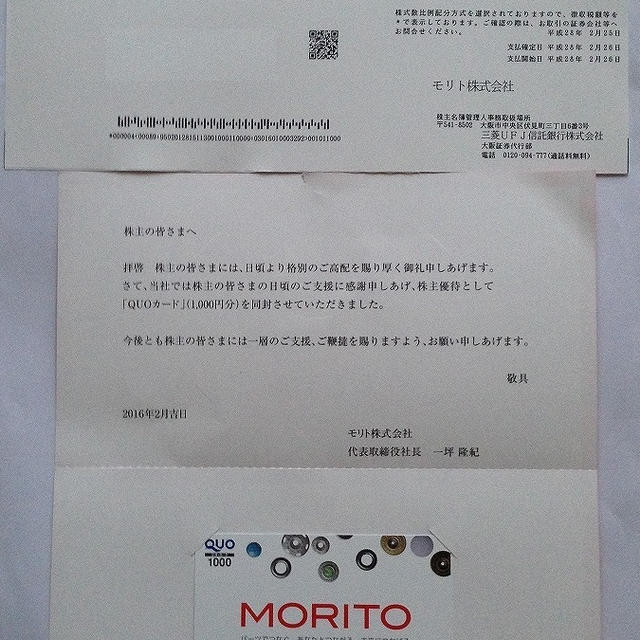 株式数比例配分方式を選択されておりますので、徴収税額等を
*で表示しております。ご確認の際は、お取引の証券会社等へ
お問合せください。
平成28年 2月25日
支払確定日 平成28年 2月26日
支払開始日 平成28年 2月26日
モリト株式会社
株主名簿管理人事務取扱場所
〒541-8502 大阪市中央区伏見町三丁目6番3号
三菱UFJ信託銀行株式会社
大阪証券代行部
電話 0120-094-777(通話料無料)
株主の皆さまへ
拝啓 株主の皆さまには、日頃より格別のご高配を賜り厚く御礼申しあげます。
さて、当社では株主の皆さまの日頃のご支援に感謝申しあげ、株主優待として
「QUOカード」(1,000円分)を同封させていただきました。
今後とも株主の皆さまには一層のご支援、ご鞭撻を賜りますよう、お願い申しあげます。
敬具
2016年2月吉日
モリト株式会社
代表取締役社長 一坪 隆紀
QUO
1000
MORITO